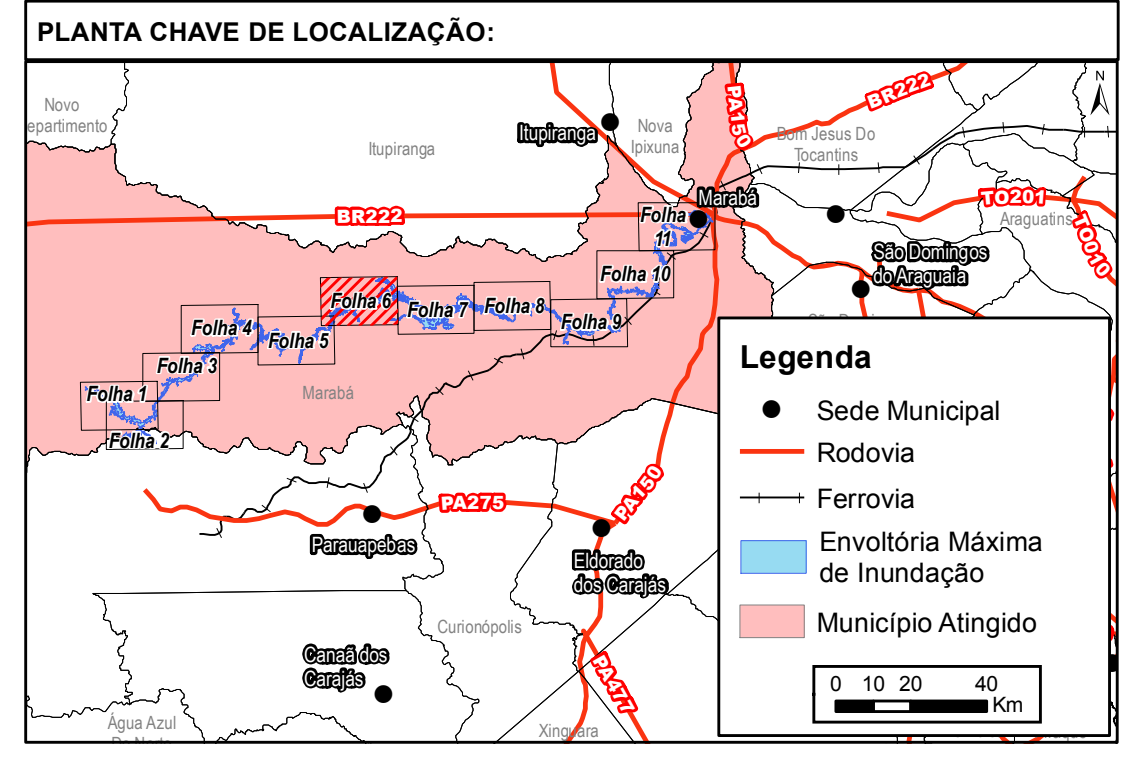 PLANTA CHAVE DE LOCALIZAÇÃO:
N
Novo
epartimento
Itupiranga
Itupiranga
Nova
Ipixuna
PA150
BR222
Bom Jesus Do
Tocantins
Marabá
TO201
Araguatins
TO010
BR222
Folha
11
São Domingos
do Araguaia
Folha 10
Folha 6
Folha 7
Folha 8
Folha 9
Folha 4
Folha 5
Folha 3
Folha 1
Folha 2
Marabá
PA275
PA150
Parauapebas
Eldorado
dos Carajás
Curionópolis
Canaã dos
Carajás
PA477
Água Azul
Xinguara
Legenda
Sede Municipal
Rodovia
Ferrovia
Envoltória Máxima
de Inundação
Município Atingido
0 10 20 40
Km